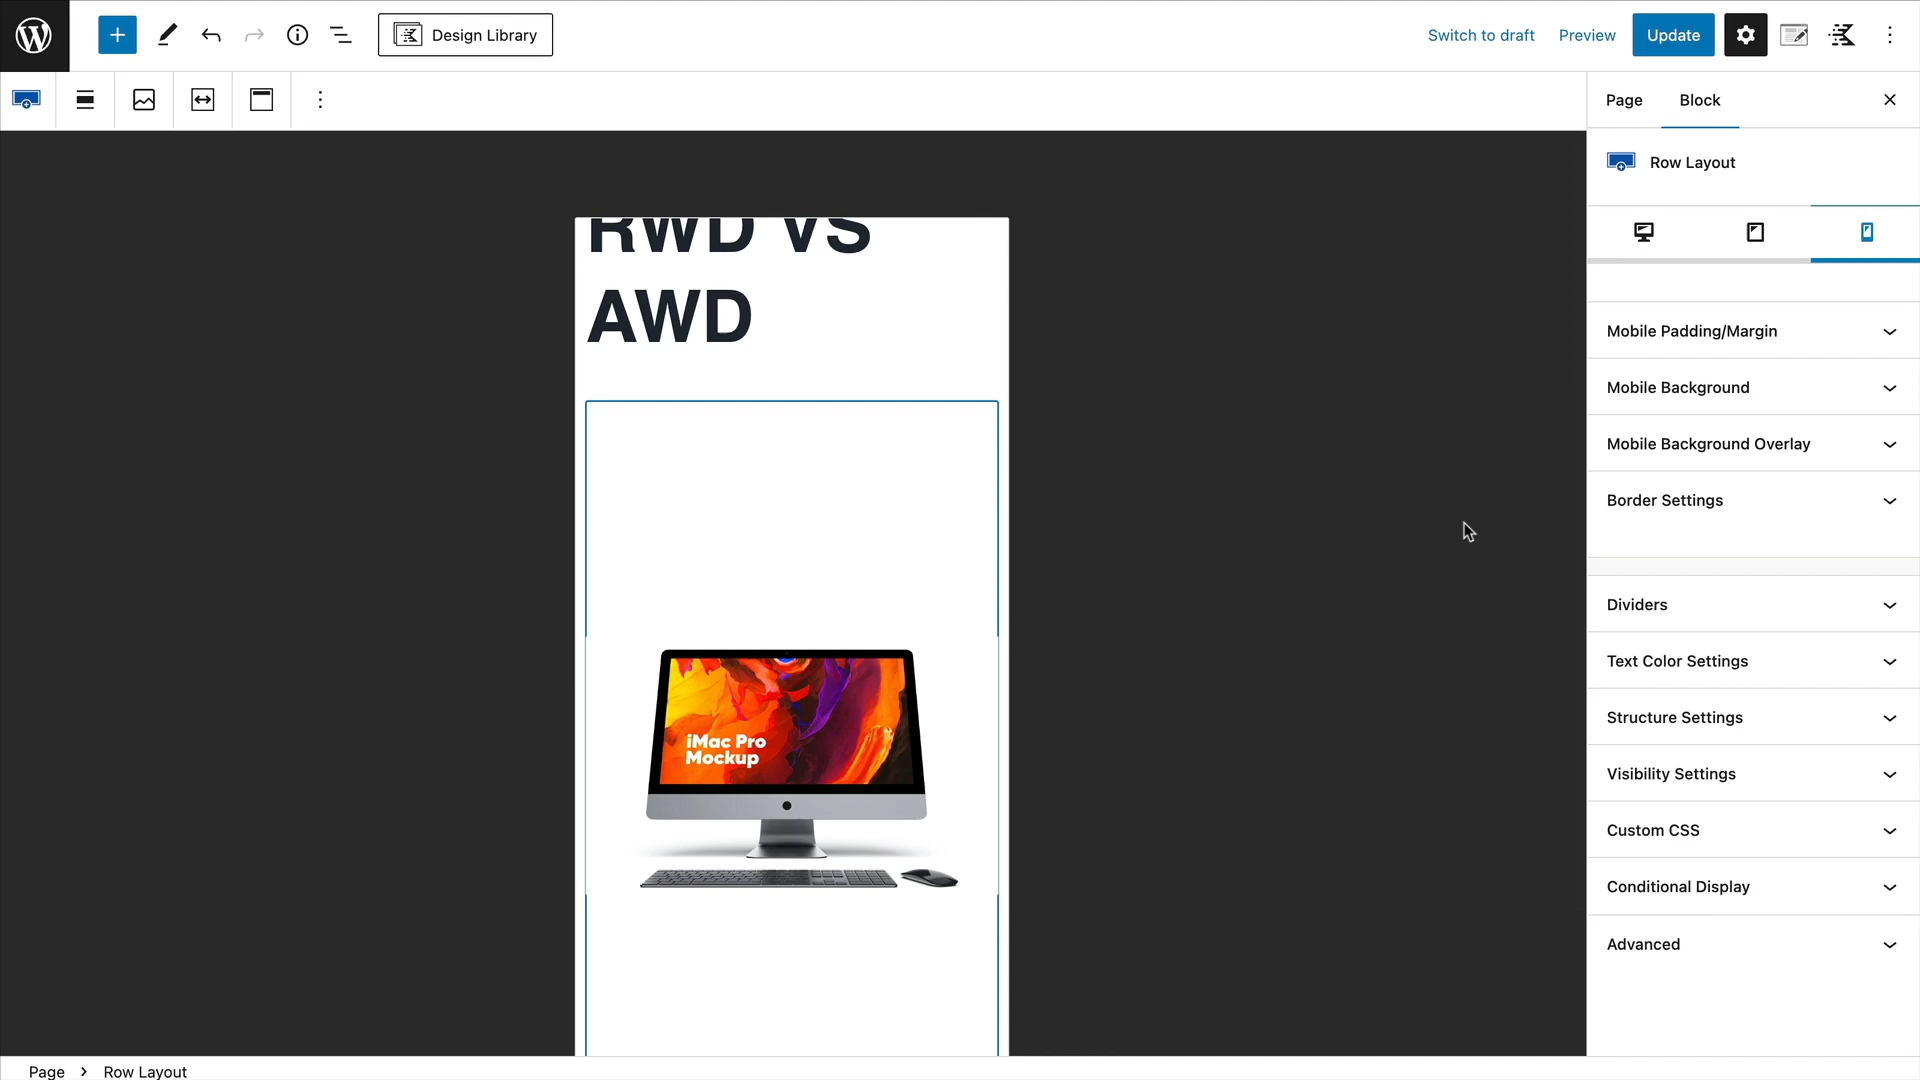 Design Library
Switch to draft
Preview
Update
Page
Block
Row Layout
RWD VS
AWD
Mobile Padding/Margin
Mobile Background
Mobile Background Overlay
Border Settings
Dividers
Text Color Settings
Structure Settings
Visibility Settings
Custom CSS
Conditional Display
Advanced
iMac Pro
Mockup
Page
Row Layout